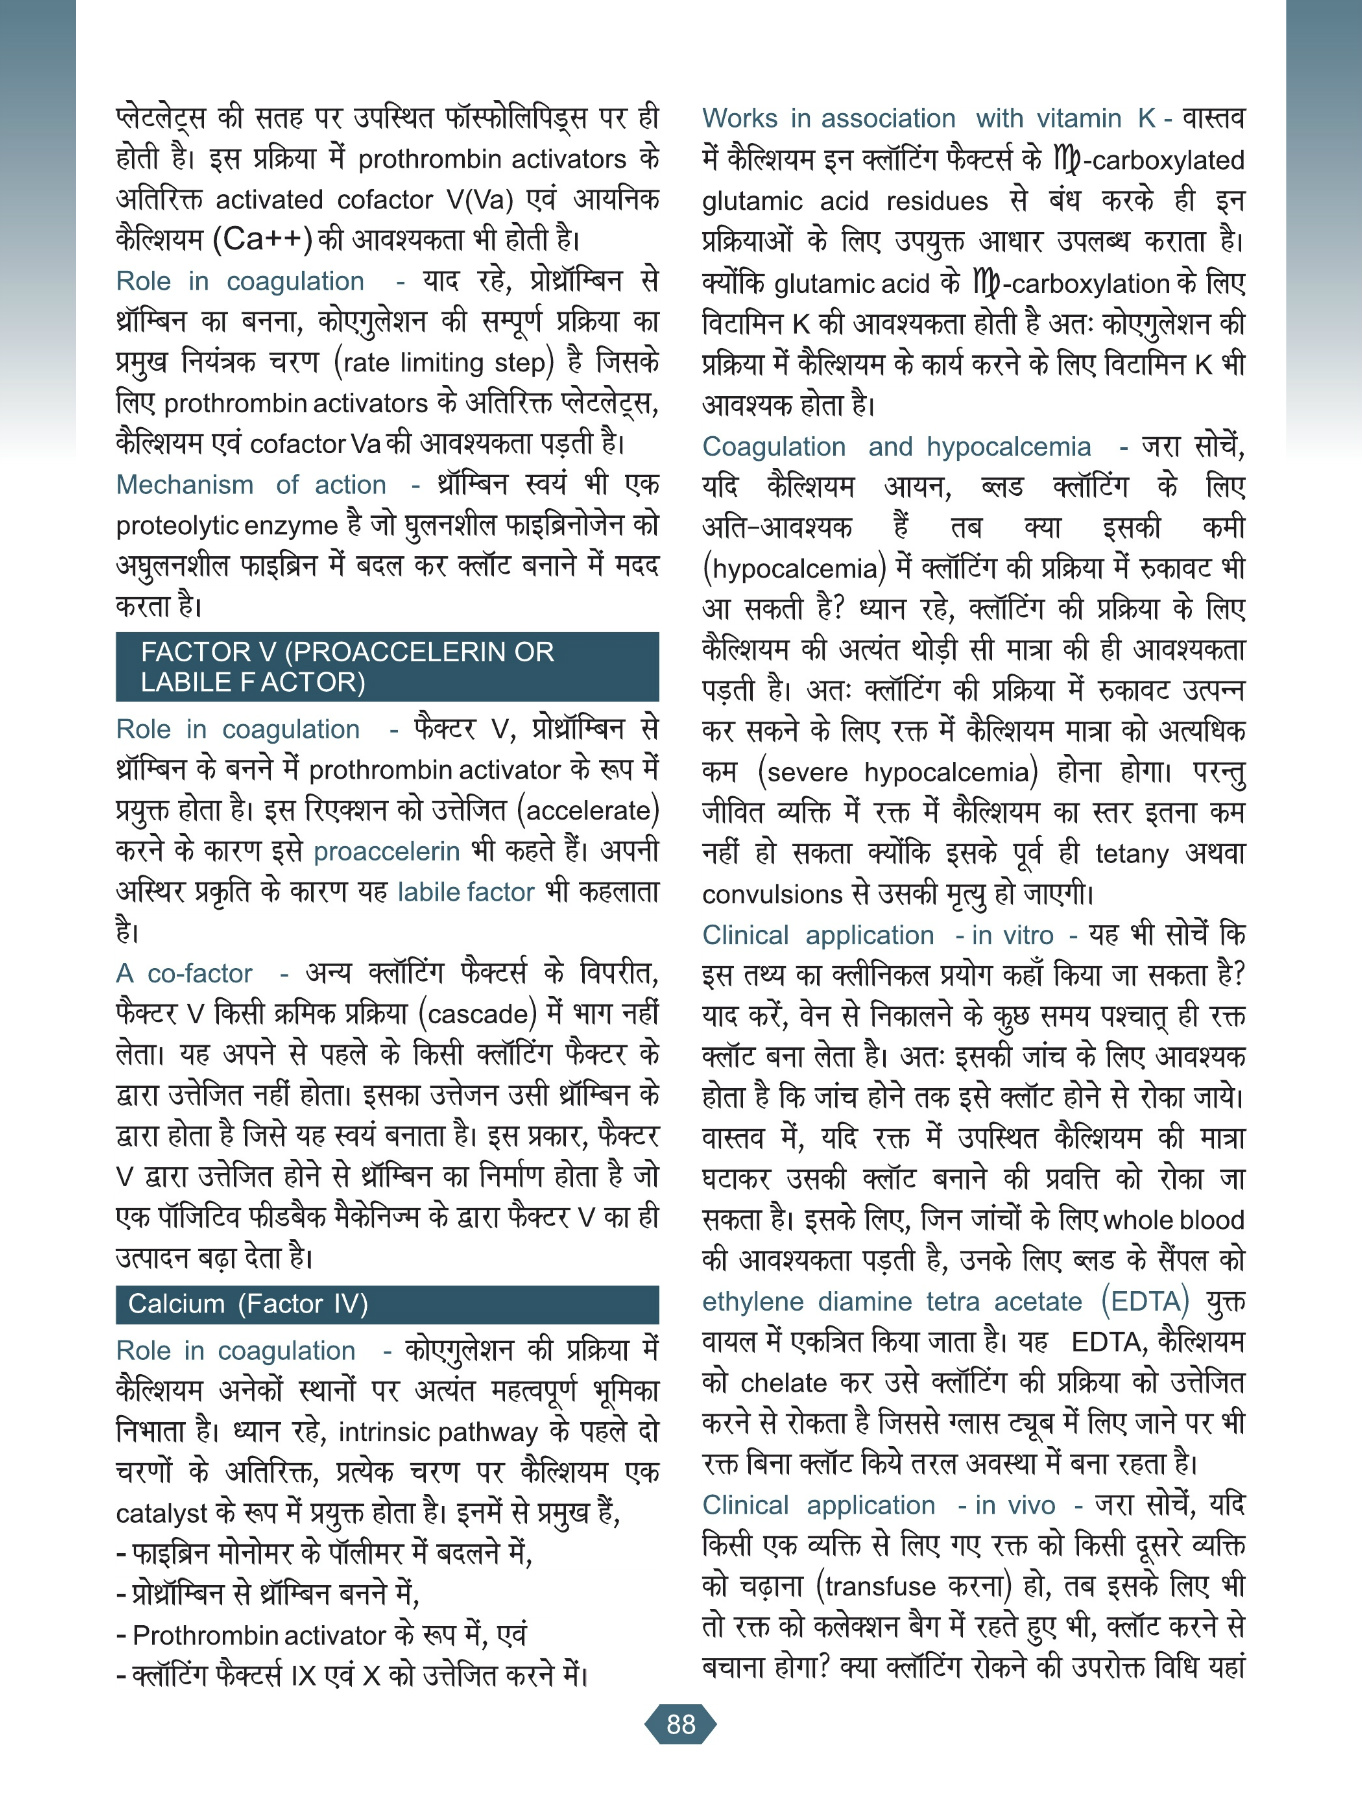 प्लेटलेट्स की सतह पर उपस्थित फॉस्फोलिपिड्स पर ही
होती है। इस प्रक्रिया में prothrombin activators के
अतिरिक्त activated cofactor V(Va) एवं आयनिक
कैल्शियम (Ca++) की आवश्यकता भी होती है।
Role in coagulation - याद रहे, प्रोथ्रॉम्बिन से
थ्रॉम्बिन का बनना, कोएगुलेशन की सम्पूर्ण प्रक्रिया का
प्रमुख नियंत्रक चरण (rate limiting step) है जिसके
लिए prothrombin activators के अतिरिक्त प्लेटलेट्स,
कैल्शियम एवं cofactor Va की आवश्यकता पड़ती है।
Mechanism of action - थ्रॉम्बिन स्वयं भी एक
proteolytic enzyme है जो घुलनशील फाइब्रिनोजेन को
अघुलनशील फाइब्रिन में बदल कर क्लॉट बनाने में मदद
करता है।
FACTOR V (PROACCELERIN OR
LABILE F ACTOR)
Role in coagulation - फैक्टर V, प्रोथ्रॉम्बिन से
थ्रॉम्बिन के बनने में prothrombin activator के रूप में
प्रयुक्त होता है। इस रिएक्शन को उत्तेजित (accelerate)
करने के कारण इसे proaccelerin भी कहते हैं। अपनी
अस्थिर प्रकृति के कारण यह labile factor भी कहलाता
है।
A co-factor - अन्य क्लॉटिंग फैक्टर्स के विपरीत,
फैक्टर V किसी क्रमिक प्रक्रिया (cascade) में भाग नहीं
लेता। यह अपने से पहले के किसी क्लॉटिंग फैक्टर के
द्वारा उत्तेजित नहीं होता। इसका उत्तेजन उसी थ्रॉम्बिन के
द्वारा होता है जिसे यह स्वयं बनाता है। इस प्रकार, फैक्टर
V द्वारा उत्तेजित होने से थ्रॉम्बिन का निर्माण होता है जो
एक पॉजिटिव फीडबैक मैकेनिज्म के द्वारा फैक्टर V का ही
उत्पादन बढ़ा देता है।
Calcium (Factor IV)
Role in coagulation - कोएगुलेशन की प्रक्रिया में
कैल्शियम अनेकों स्थानों पर अत्यंत महत्वपूर्ण भूमिका
निभाता है। ध्यान रहे, intrinsic pathway के पहले दो
चरणों के अतिरिक्त, प्रत्येक चरण पर कैल्शियम एक
catalyst के रूप में प्रयुक्त होता है। इनमें से प्रमुख हैं,
- फाइब्रिन मोनोमर के पॉलीमर में बदलने में,
- प्रोथ्रॉम्बिन से थ्रॉम्बिन बनने में,
- Prothrombin activator के रूप में, एवं
- क्लॉटिंग फैक्टर्स IX एवं X को उत्तेजित करने में।
Works in association with vitamin K - वास्तव
में कैल्शियम इन क्लॉटिंग फैक्टर्स के ♍-carboxylated
glutamic acid residues से बंध करके ही इन
प्रक्रियाओं के लिए उपयुक्त आधार उपलब्ध कराता है।
क्योंकि glutamic acid के ♍-carboxylation के लिए
विटामिन K की आवश्यकता होती है अतः कोएगुलेशन की
प्रक्रिया में कैल्शियम के कार्य करने के लिए विटामिन K भी
आवश्यक होता है।
Coagulation and hypocalcemia - जरा सोचें,
यदि कैल्शियम आयन, ब्लड क्लॉटिंग के लिए
अति-आवश्यक हैं तब क्या इसकी कमी
(hypocalcemia) में क्लॉटिंग की प्रक्रिया में रुकावट भी
आ सकती है? ध्यान रहे, क्लॉटिंग की प्रक्रिया के लिए
कैल्शियम की अत्यंत थोड़ी सी मात्रा की ही आवश्यकता
पड़ती है। अतः क्लॉटिंग की प्रक्रिया में रुकावट उत्पन्न
कर सकने के लिए रक्त में कैल्शियम मात्रा को अत्यधिक
कम (severe hypocalcemia) होना होगा। परन्तु
जीवित व्यक्ति में रक्त में कैल्शियम का स्तर इतना कम
नहीं हो सकता क्योंकि इसके पूर्व ही tetany अथवा
convulsions से उसकी मृत्यु हो जाएगी।
Clinical application - in vitro - यह भी सोचें कि
इस तथ्य का क्लीनिकल प्रयोग कहाँ किया जा सकता है?
याद करें, वेन से निकालने के कुछ समय पश्चात् ही रक्त
क्लॉट बना लेता है। अतः इसकी जांच के लिए आवश्यक
होता है कि जांच होने तक इसे क्लॉट होने से रोका जाये।
वास्तव में, यदि रक्त में उपस्थित कैल्शियम की मात्रा
घटाकर उसकी क्लॉट बनाने की प्रवत्ति को रोका जा
सकता है। इसके लिए, जिन जांचों के लिए whole blood
की आवश्यकता पड़ती है, उनके लिए ब्लड के सैंपल को
ethylene diamine tetra acetate (EDTA) युक्त
वायल में एकत्रित किया जाता है। यह EDTA, कैल्शियम
को chelate कर उसे क्लॉटिंग की प्रक्रिया को उत्तेजित
करने से रोकता है जिससे ग्लास ट्यूब में लिए जाने पर भी
रक्त बिना क्लॉट किये तरल अवस्था में बना रहता है।
Clinical application - in vivo - जरा सोचें, यदि
किसी एक व्यक्ति से लिए गए रक्त को किसी दूसरे व्यक्ति
को चढ़ाना (transfuse करना) हो, तब इसके लिए भी
तो रक्त को कलेक्शन बैग में रहते हुए भी, क्लॉट करने से
बचाना होगा? क्या क्लॉटिंग रोकने की उपरोक्त विधि यहां
88